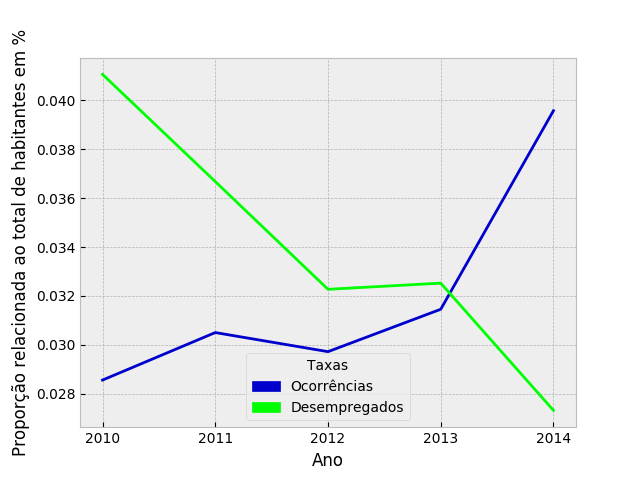 Proporção relacionada ao total de habitantes em %
0.040
0.038
0.036
0.034
0.032
0.030
0.028
Taxas
Ocorrências
Desempregados
2010 2011 2012 2013 2014
Ano